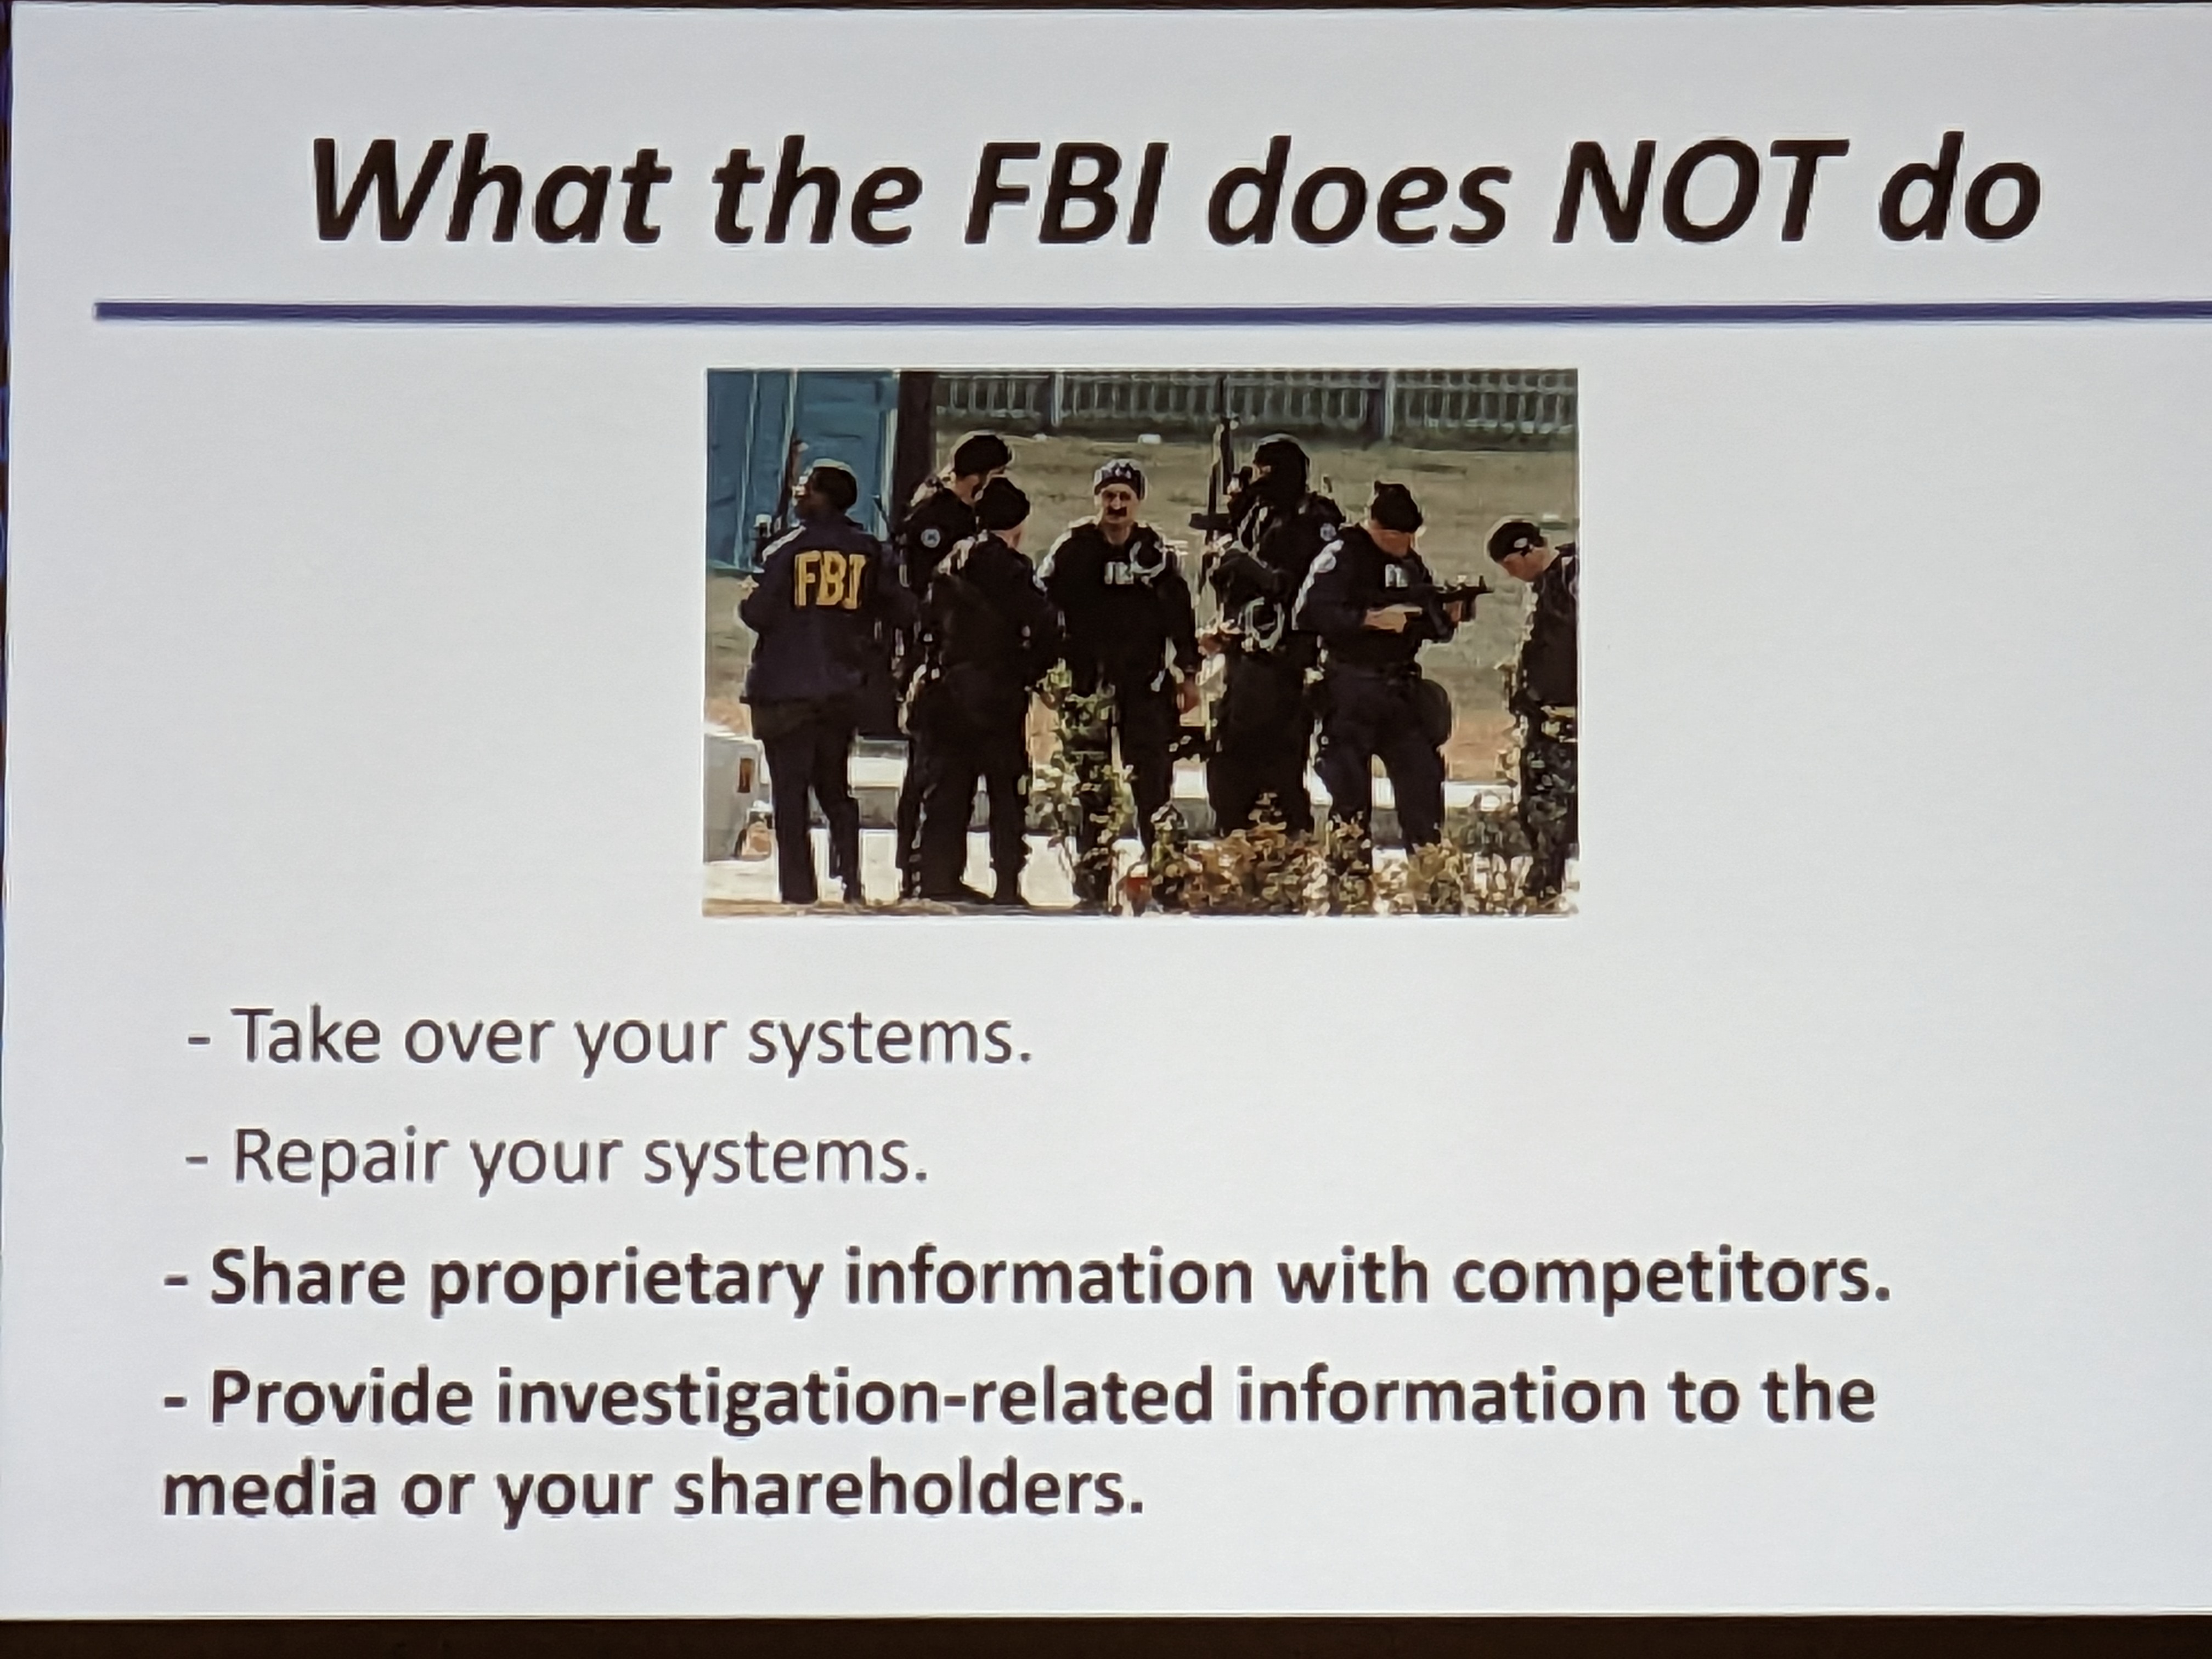 What the FBI does NOT do
FBI
- Take over your systems.
- Repair your systems.
- Share proprietary information with competitors.
- Provide investigation-related information to the
media or your shareholders.